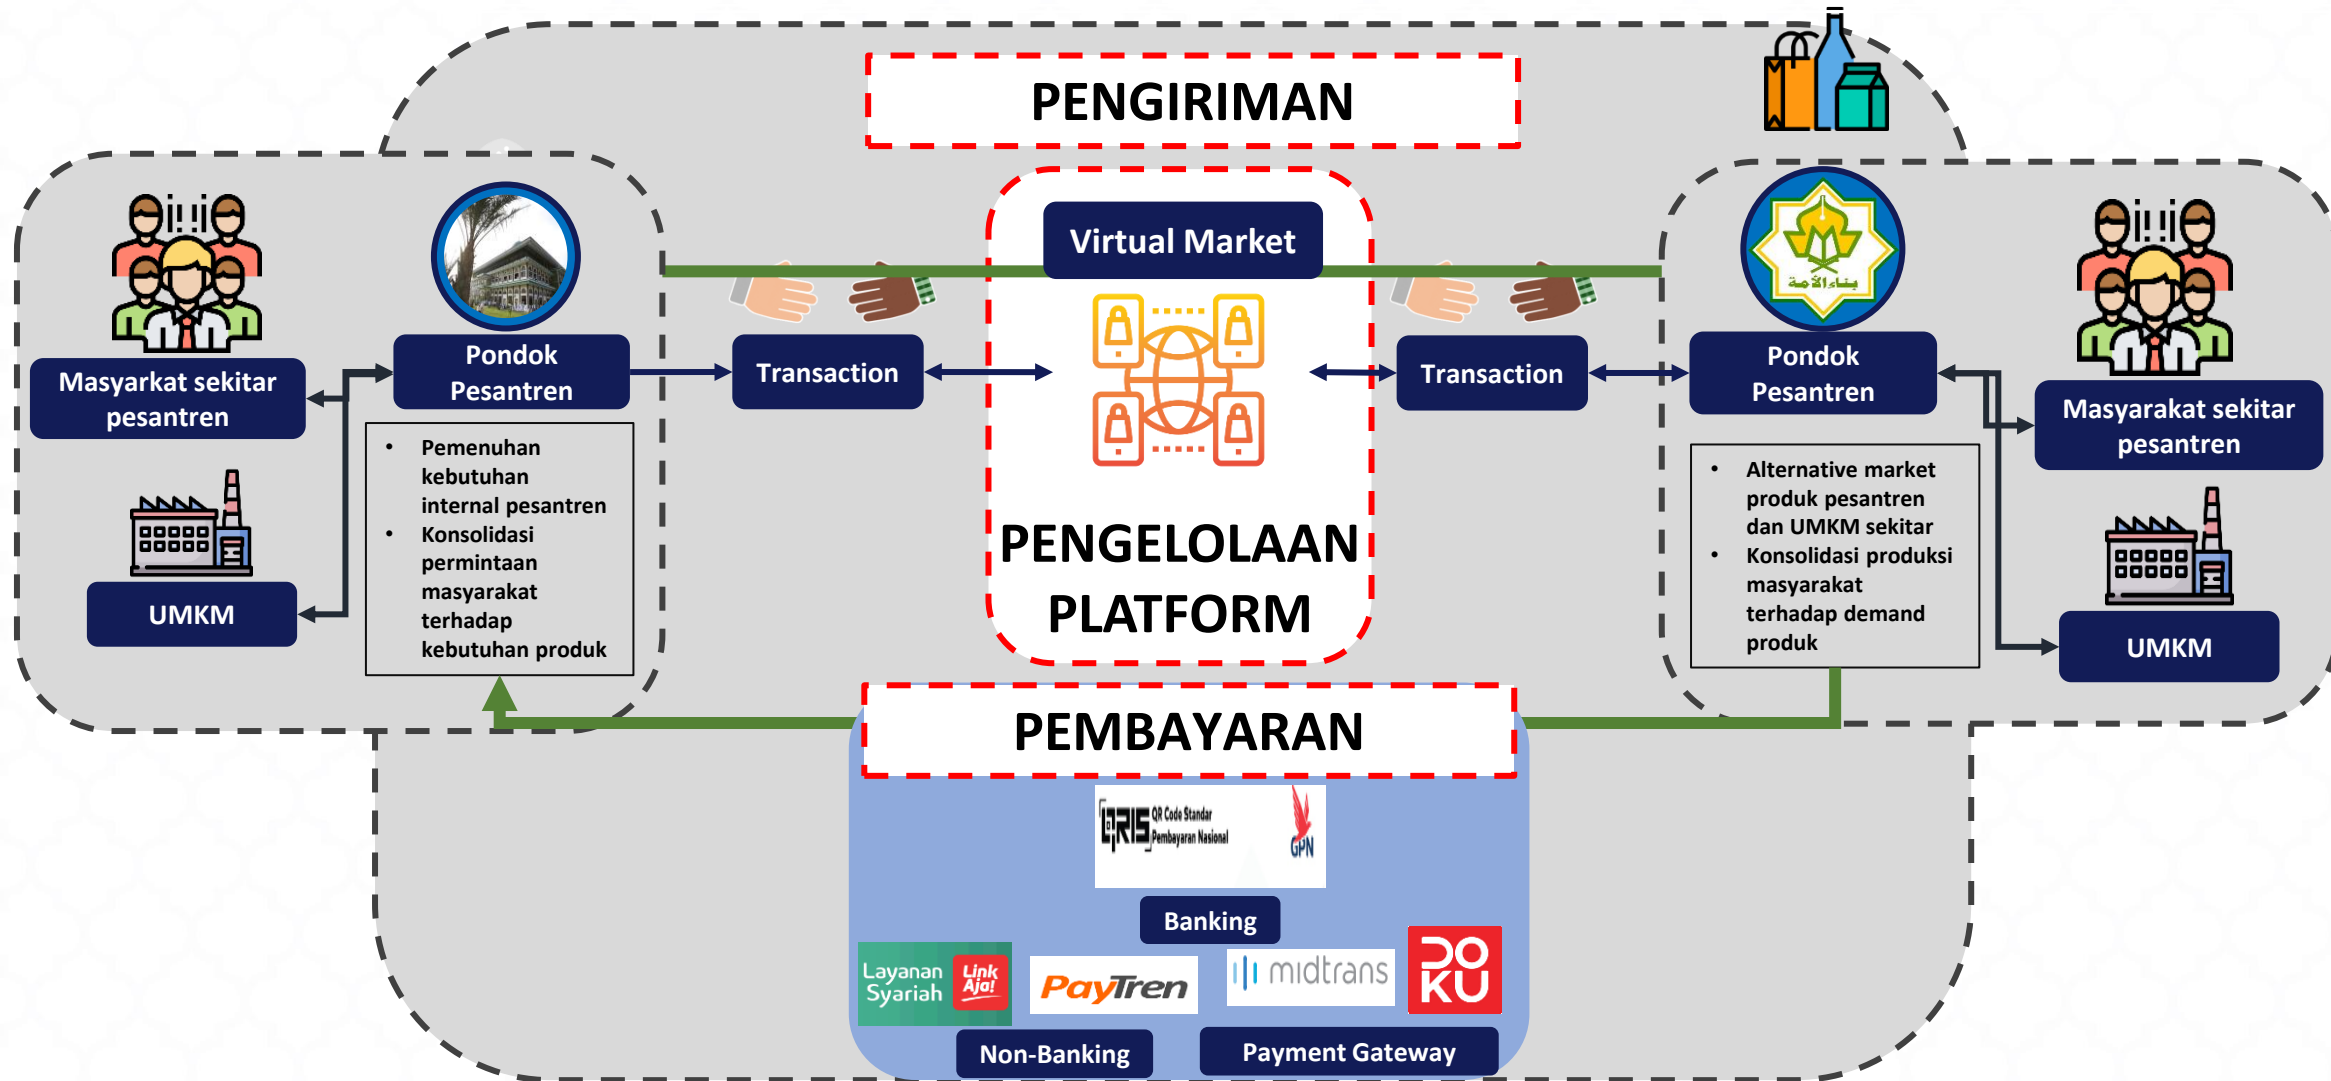 PENGIRIMAN
Virtual Market
Masyarkat sekitar
pesantren
Pondok
Pesantren
Transaction
Transaction
Pondok
Pesantren
Masyarakat sekitar
pesantren
بناء الأمة
• Pemenuhan
kebutuhan
internal pesantren
• Konsolidasi
permintaan
masyarakat
terhadap
kebutuhan produk
UMKM
PENGELOLAAN
PLATFORM
• Alternative market
produk pesantren
dan UMKM sekitar
• Konsolidasi produksi
masyarakat
terhadap demand
produk
UMKM
PEMBAYARAN
QRIS
QR Code Standar
Pembayaran Nasional
GPN
Banking
Layanan
Syariah
Link
Aja!
PayTren
midtrans
DO
KU
Non-Banking
Payment Gateway